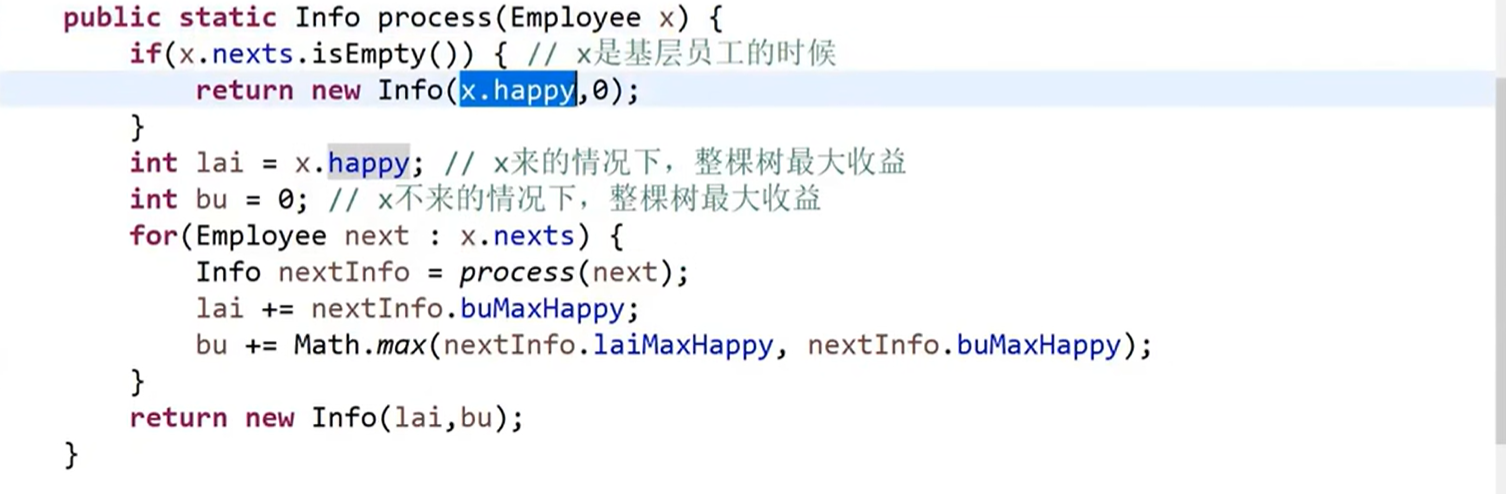 public static Info process(Employee x) {
if(x.nexts.isEmpty()) { // x是基层员工的时候
return new Info(x.happy,0);
}
int lai = x.happy; // x来的情况下，整棵树最大收益
int bu = 0; // x不来的情况下，整棵树最大收益
for(Employee next : x.nexts) {
Info nextInfo = process(next);
lai += nextInfo.buMaxHappy;
bu += Math.max(nextInfo.laiMaxHappy, nextInfo.buMaxHappy);
}
return new Info(lai,bu);
}